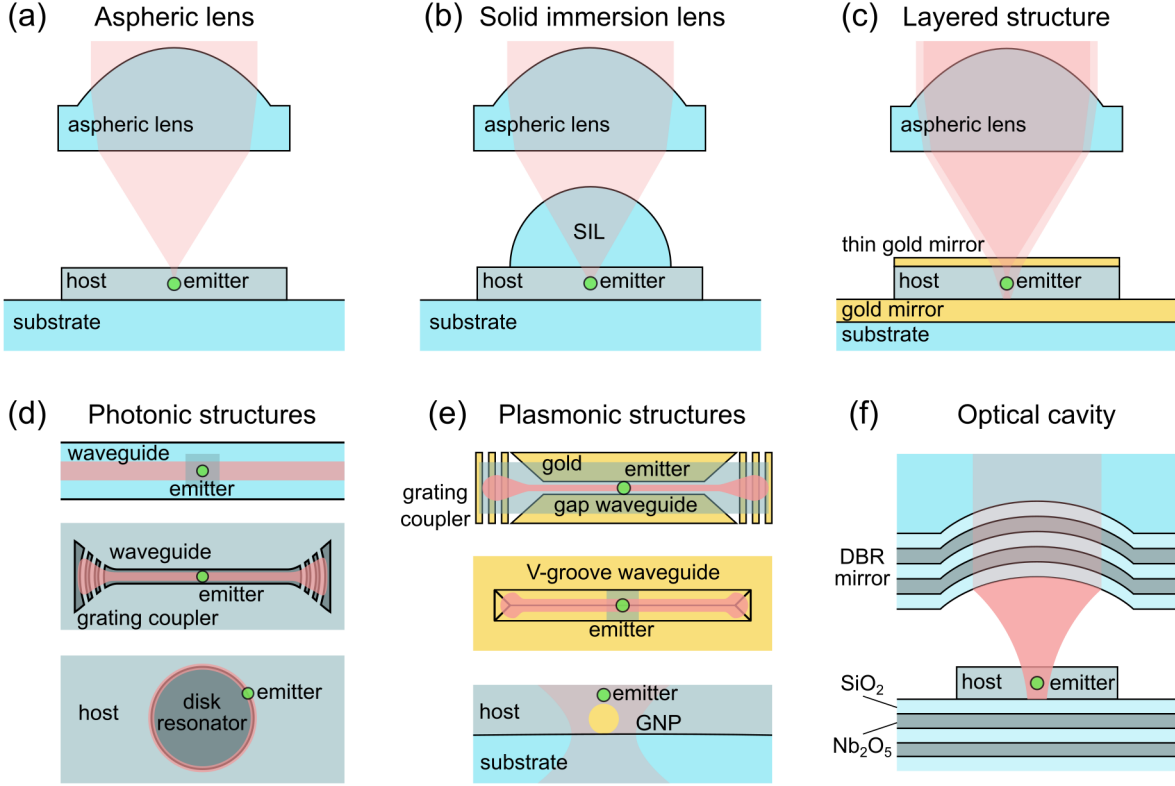 (a) Aspheric lens
aspheric lens
host
emitter
substrate
(b) Solid immersion lens
aspheric lens
SIL
host
emitter
substrate
(c) Layered structure
aspheric lens
thin gold mirror
host
emitter
gold mirror
substrate
(d) Photonic structures
waveguide
emitter
waveguide
emitter
grating coupler
host
disk
resonator
emitter
(e) Plasmonic structures
gold
emitter
grating
coupler
gap waveguide
V-groove waveguide
emitter
emitter
host
GNP
substrate
(f) Optical cavity
DBR
mirror
host
emitter
SiO₂
Nb₂O₅